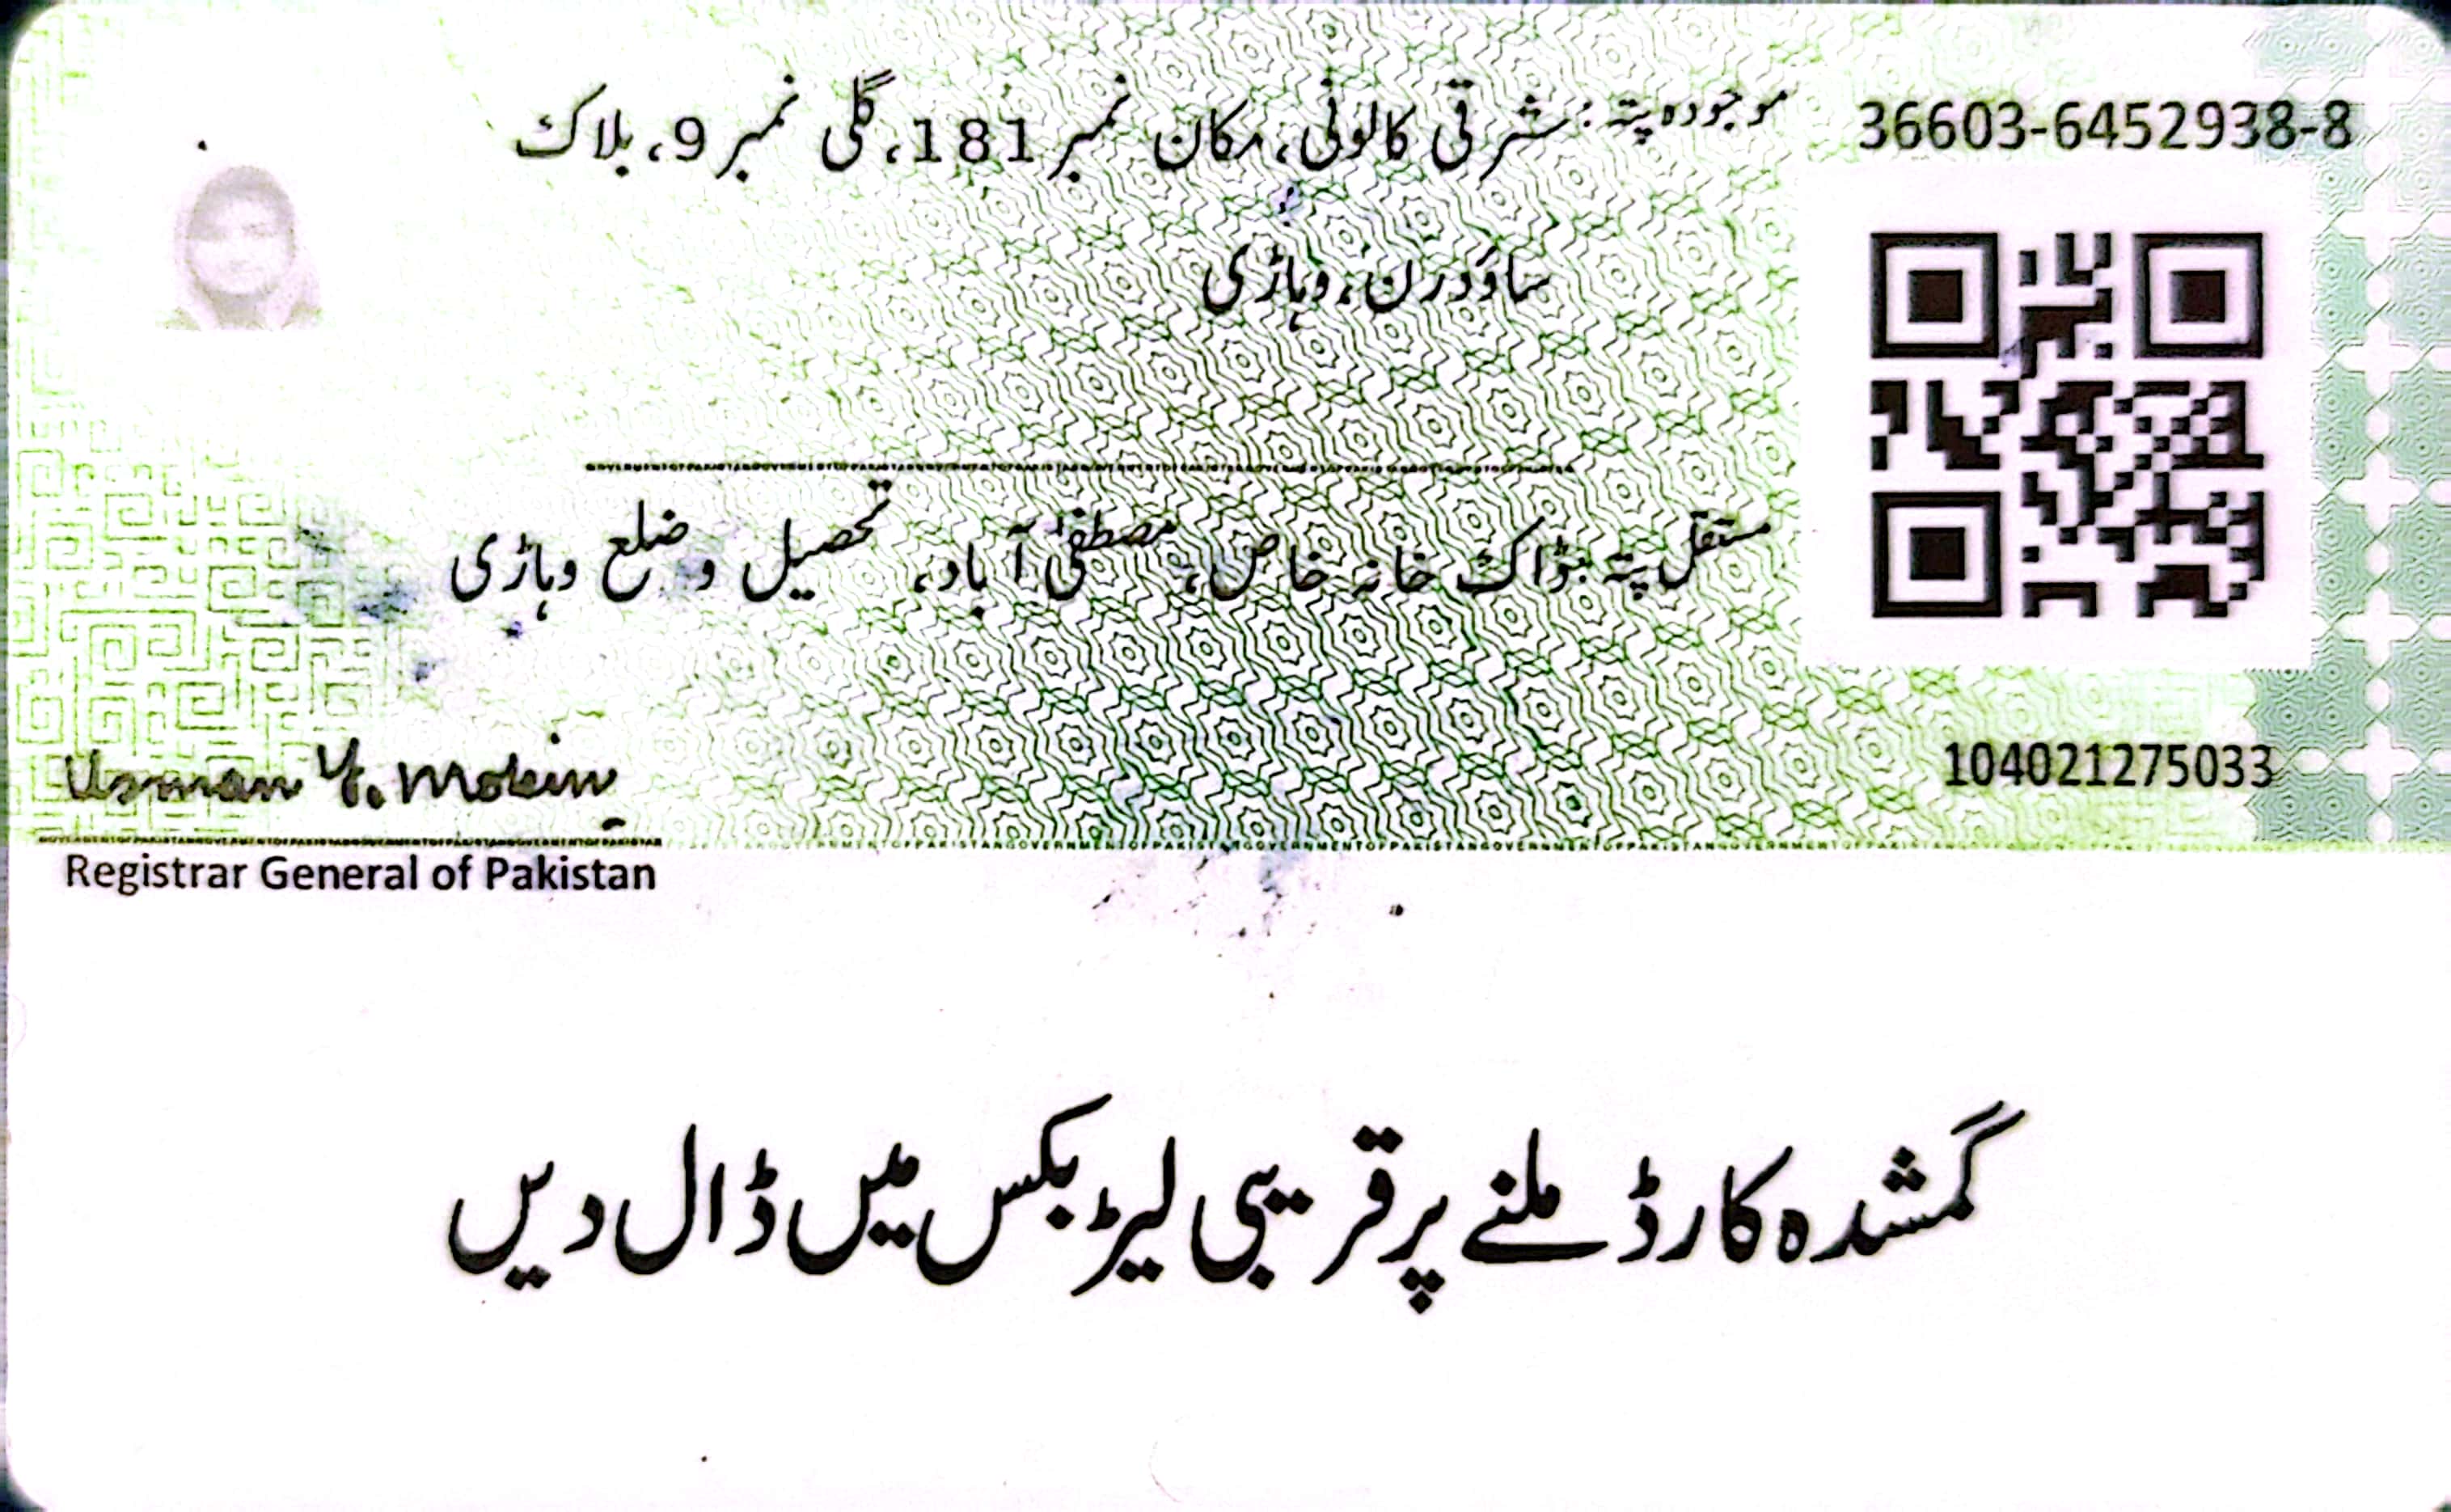 موجودہ پتہ: شرقی کالونی، مکان نمبر 181، گلی نمبر 9، بلاک
36603-6452938-8
ساؤدرن، وہاڑی
مستقل پتہ: ڈاک خانہ خاص، مصطفیٰ آباد، تحصیل و ضلع وہاڑی
Usman Y. Mobin
104021275033
Registrar General of Pakistan
گمشدہ کارڈ ملنے پر قریبی لیٹر بکس میں ڈال دیں